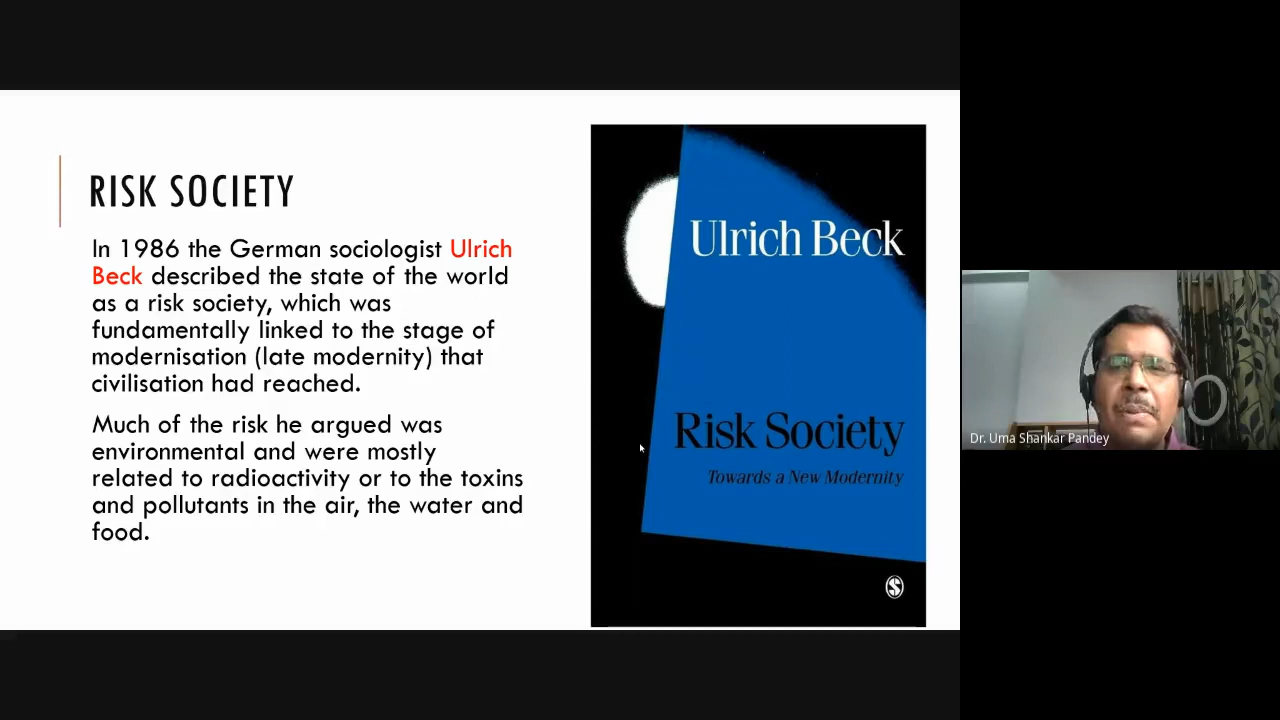 RISK SOCIETY
In 1986 the German sociologist Ulrich
Beck described the state of the world
as a risk society, which was
fundamentally linked to the stage of
modernisation (late modernity) that
civilisation had reached.
Much of the risk he argued was
environmental and were mostly
related to radioactivity or to the toxins
and pollutants in the air, the water and
food.
Ulrich Beck
Risk Society
Towards a New Modernity
S
Dr. Uma Shankar Pandey